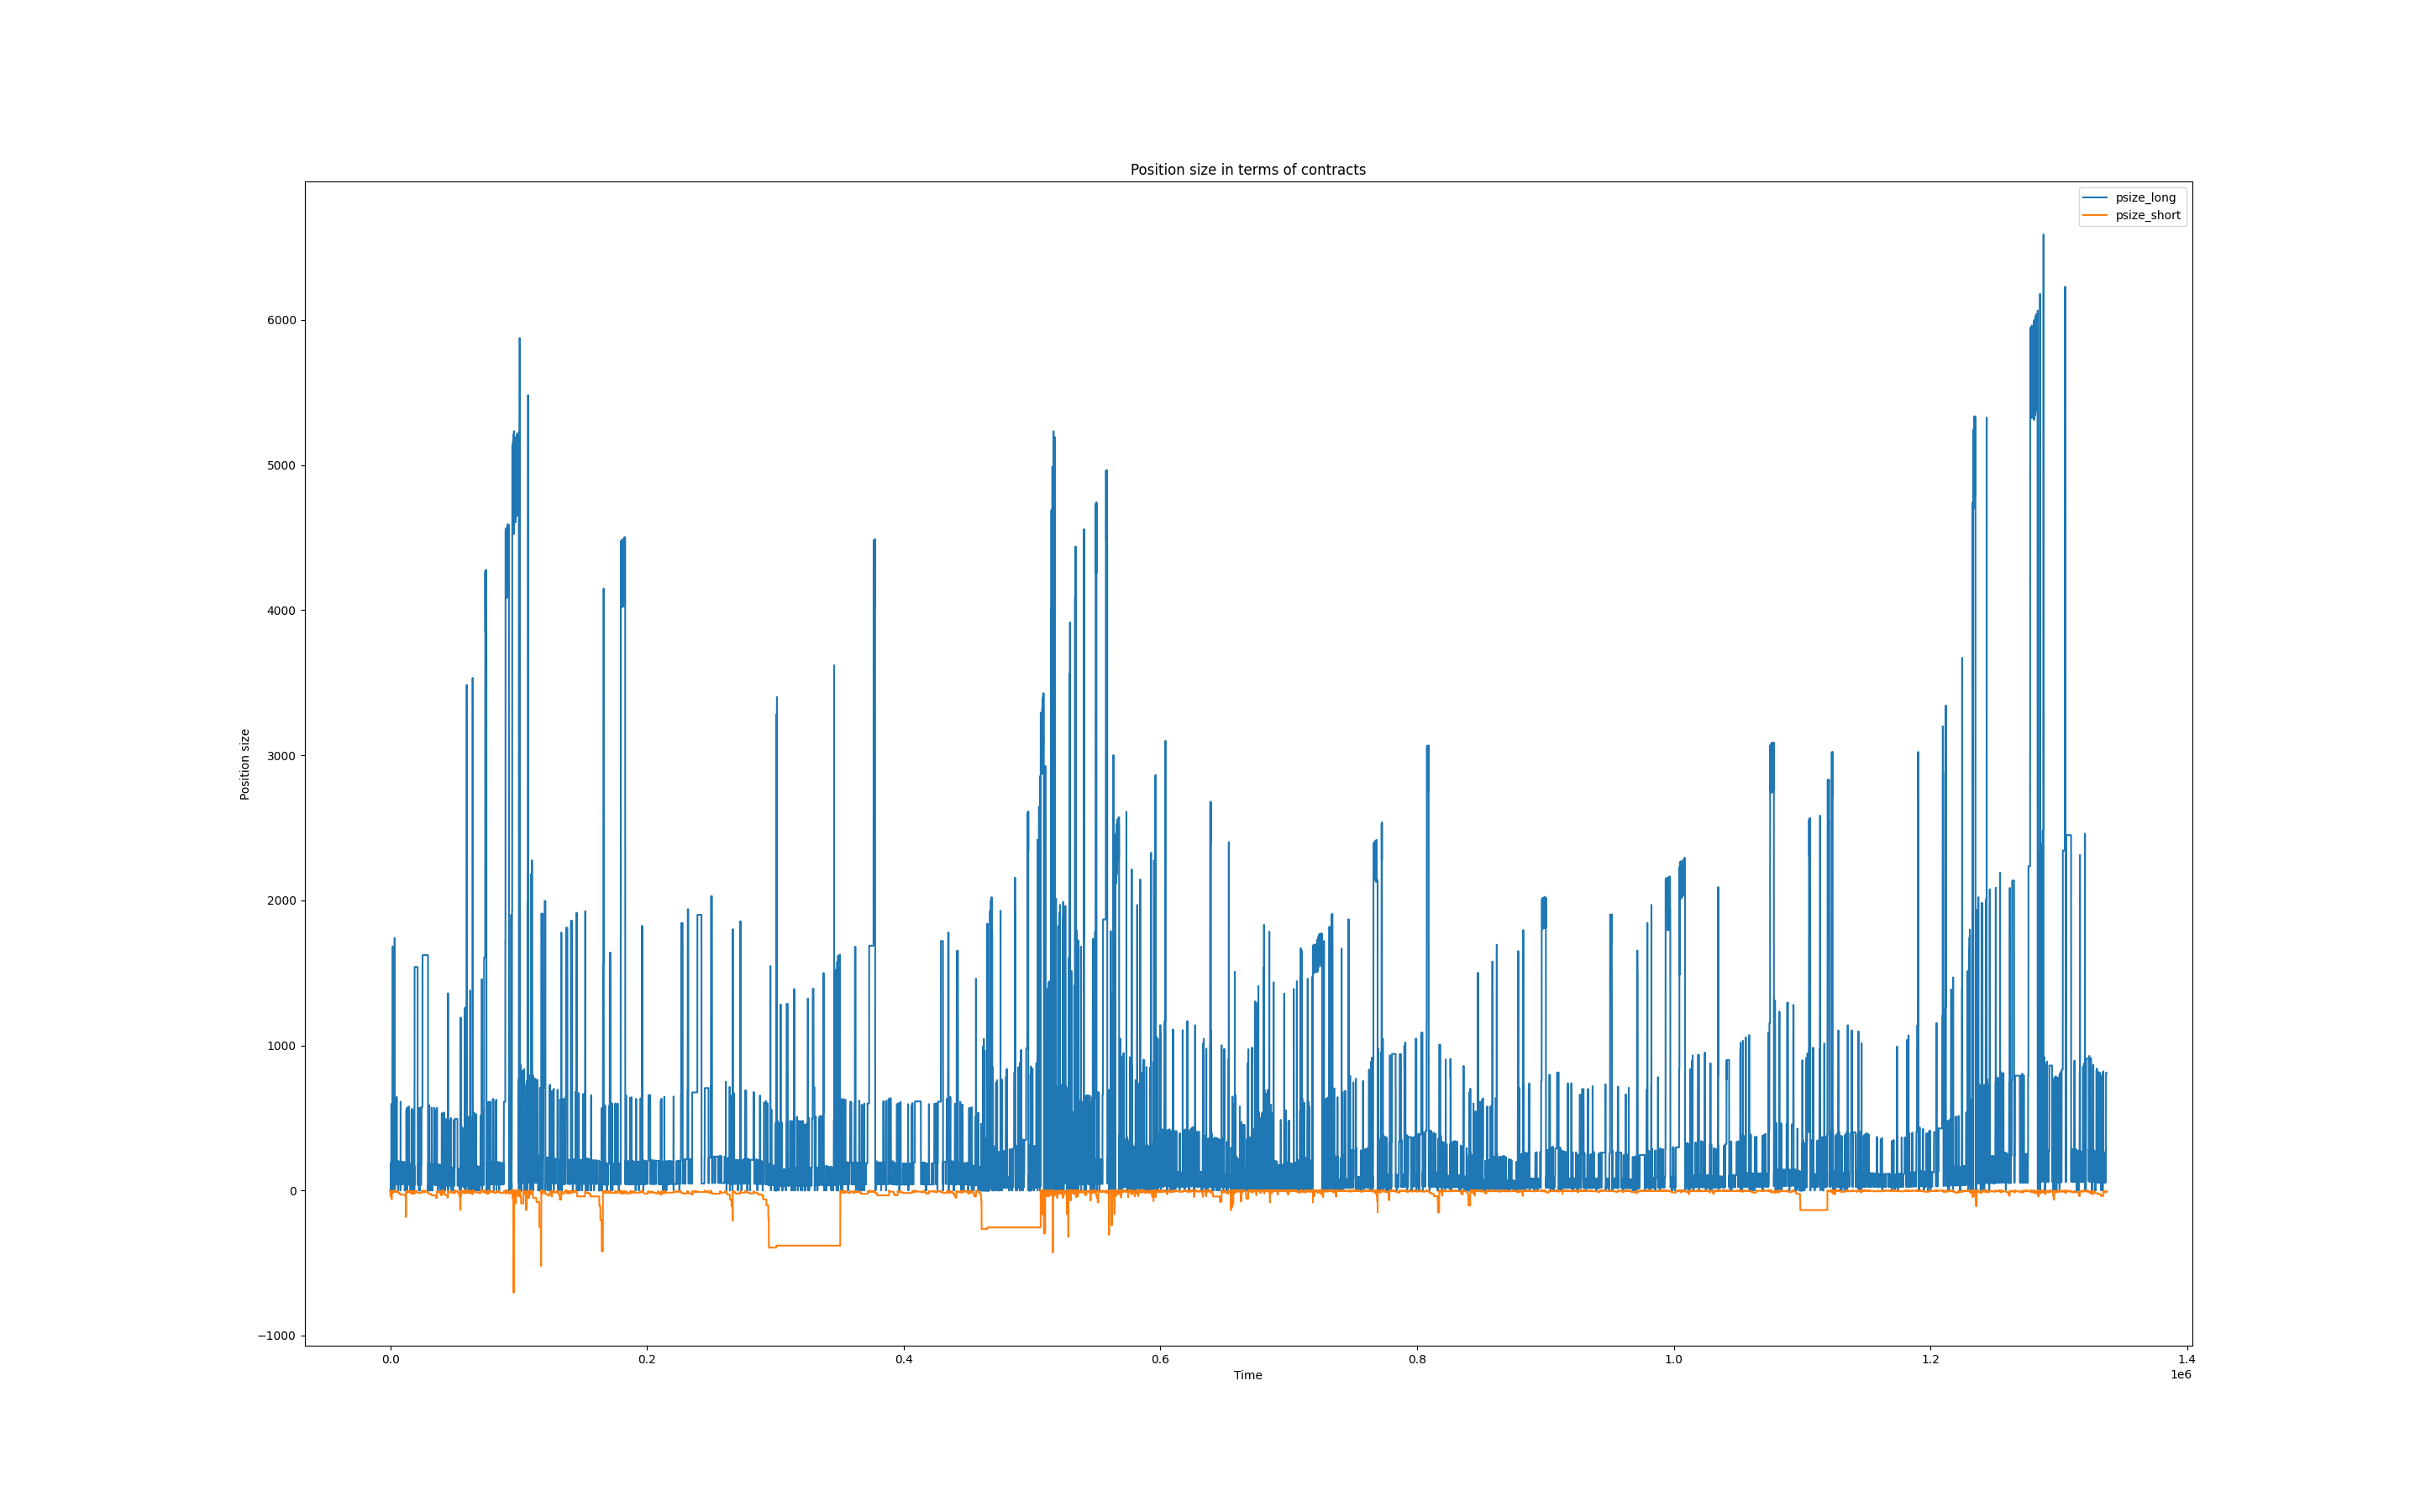 Position size in terms of contracts
psize_long
psize_short
6000
5000
4000
3000
2000
1000
0
−1000
Position size
0.0 0.2 0.4 0.6 0.8 1.0 1.2 1.4
Time
1e6